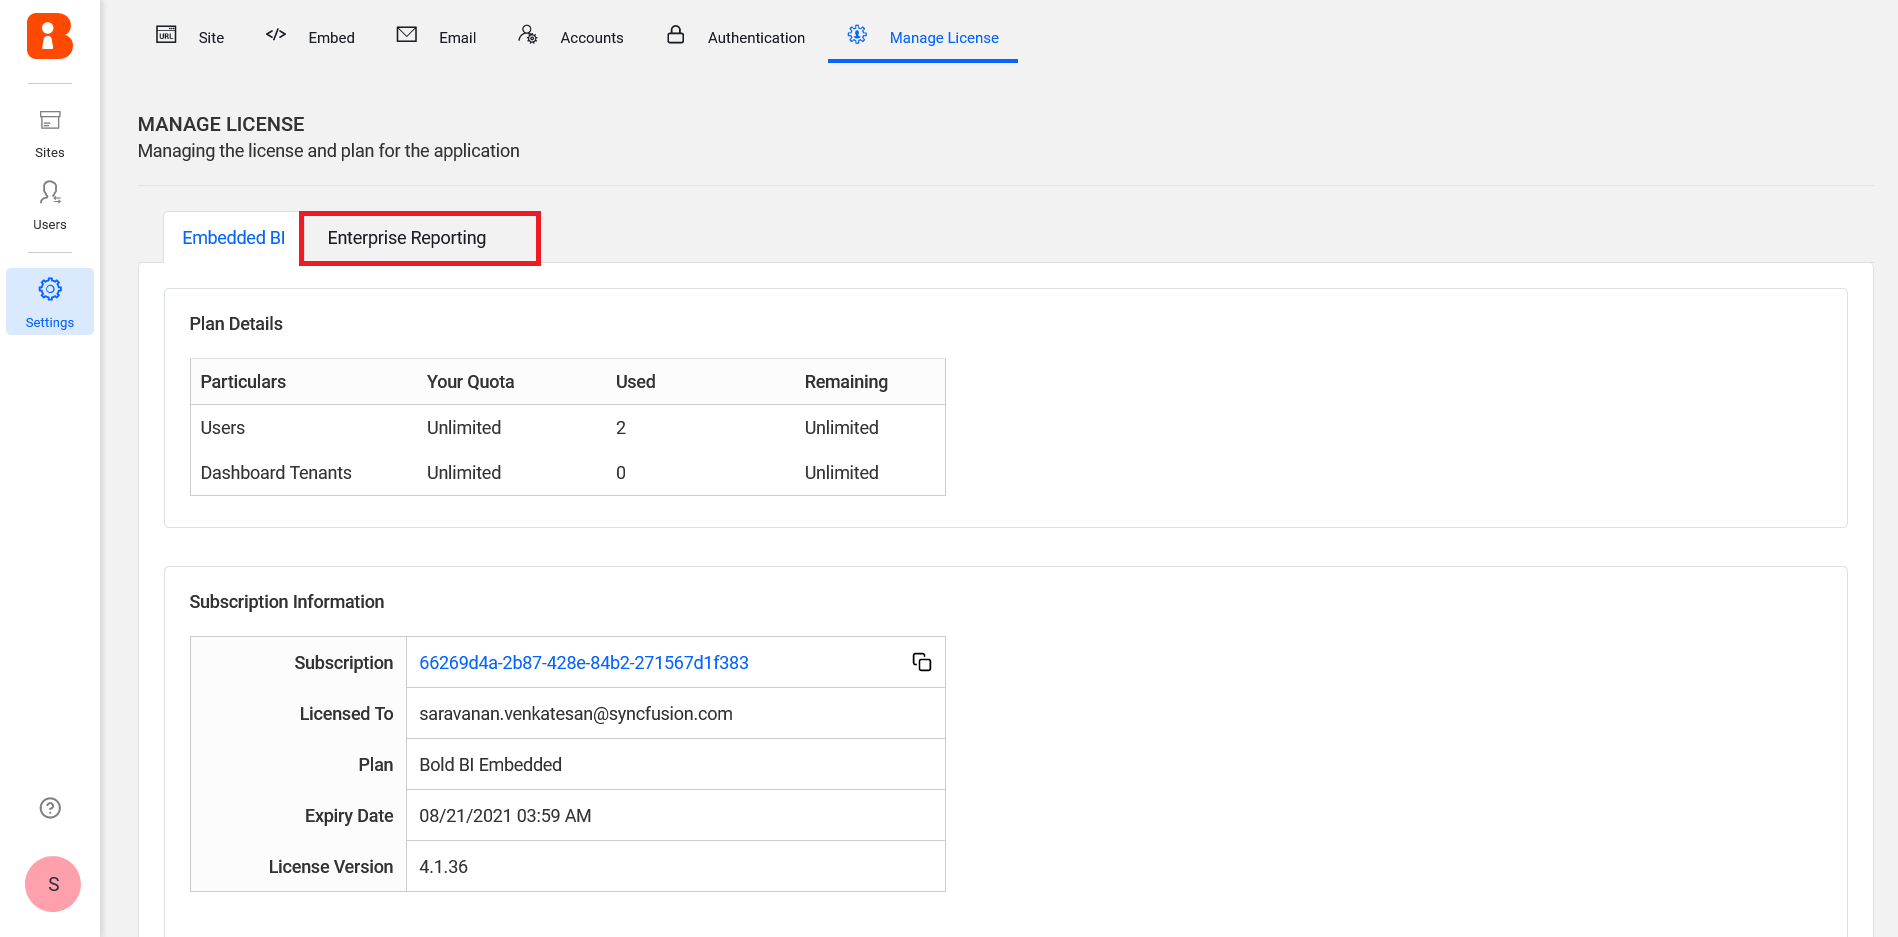 URL Site </> Embed Email Accounts Authentication Manage License
Sites
Users
Settings
MANAGE LICENSE
Managing the license and plan for the application
Embedded BI Enterprise Reporting
Plan Details
Particulars Your Quota Used Remaining
Users Unlimited 2 Unlimited
Dashboard Tenants Unlimited 0 Unlimited
Subscription Information
Subscription 66269d4a-2b87-428e-84b2-271567d1f383
Licensed To saravanan.venkatesan@syncfusion.com
Plan Bold BI Embedded
Expiry Date 08/21/2021 03:59 AM
License Version 4.1.36
?
S